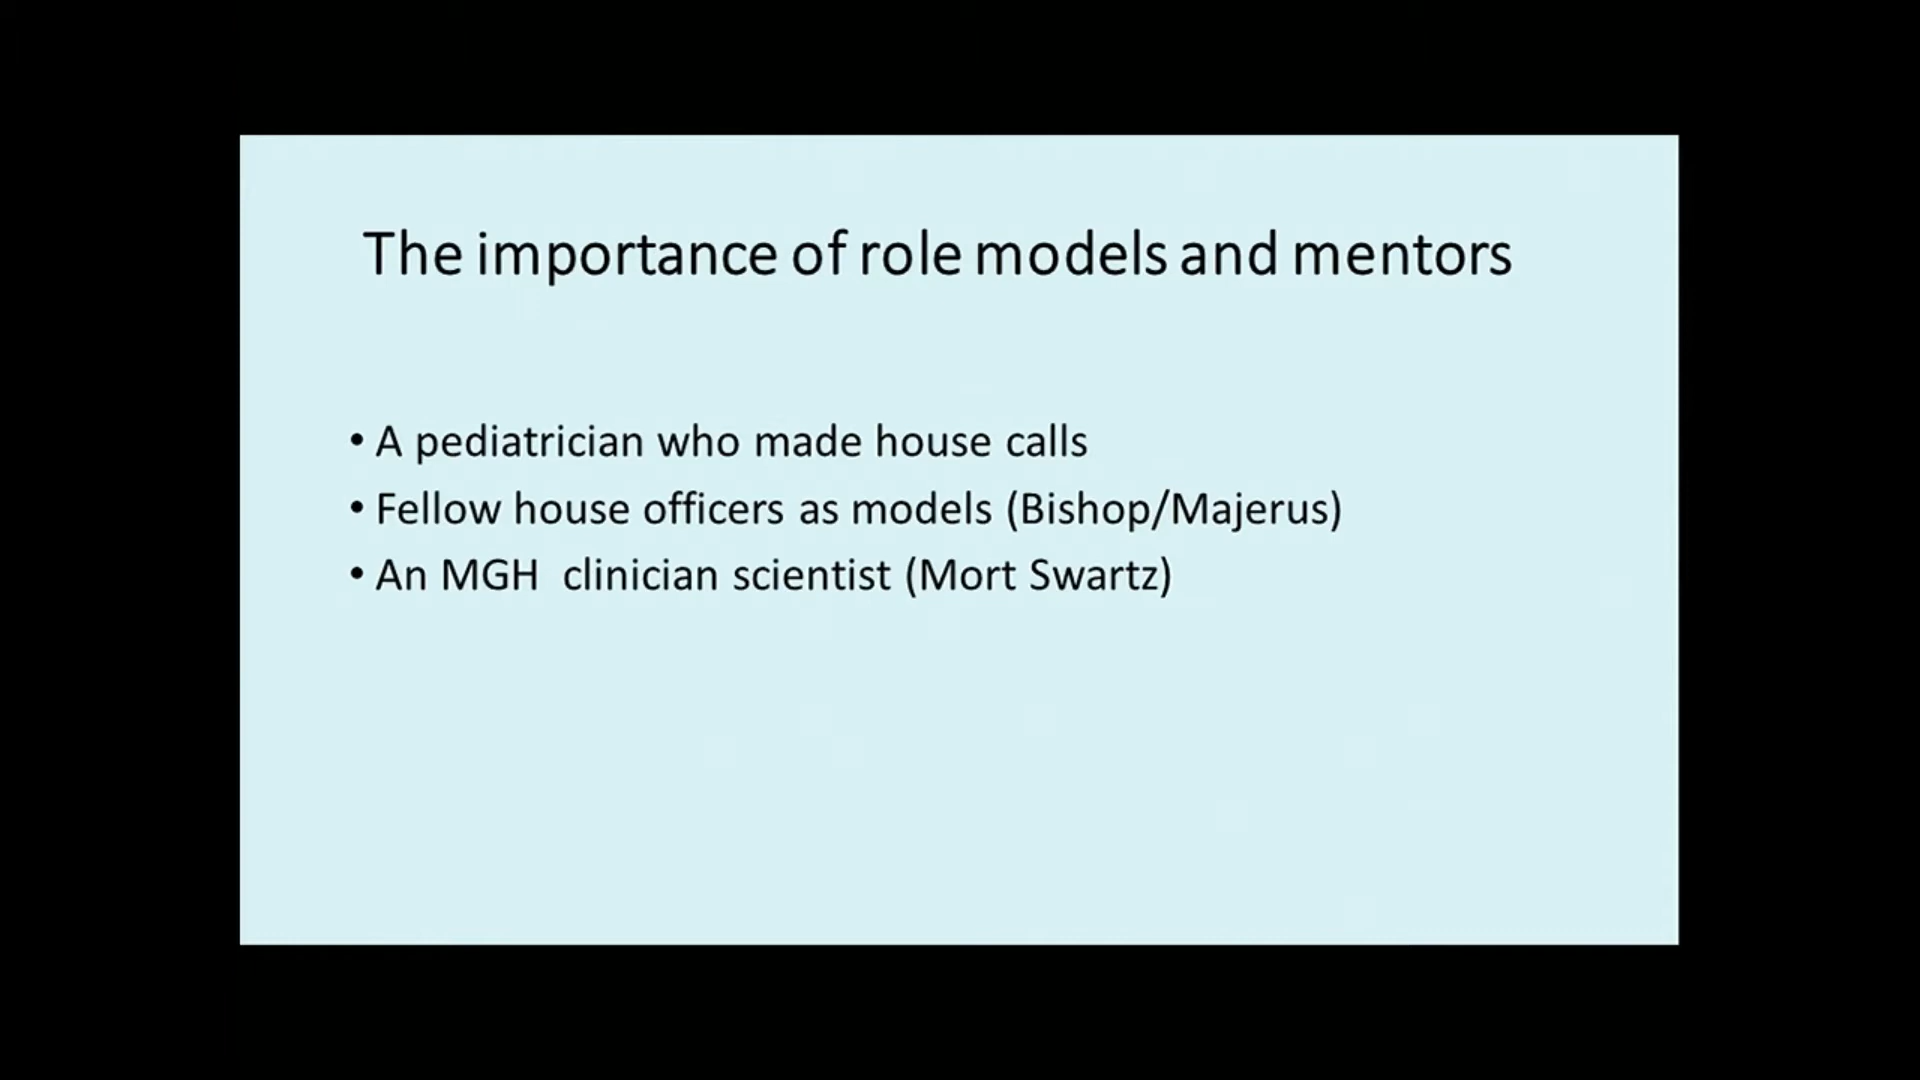 The importance of role models and mentors
• A pediatrician who made house calls
• Fellow house officers as models (Bishop/Majerus)
• An MGH  clinician scientist (Mort Swartz)